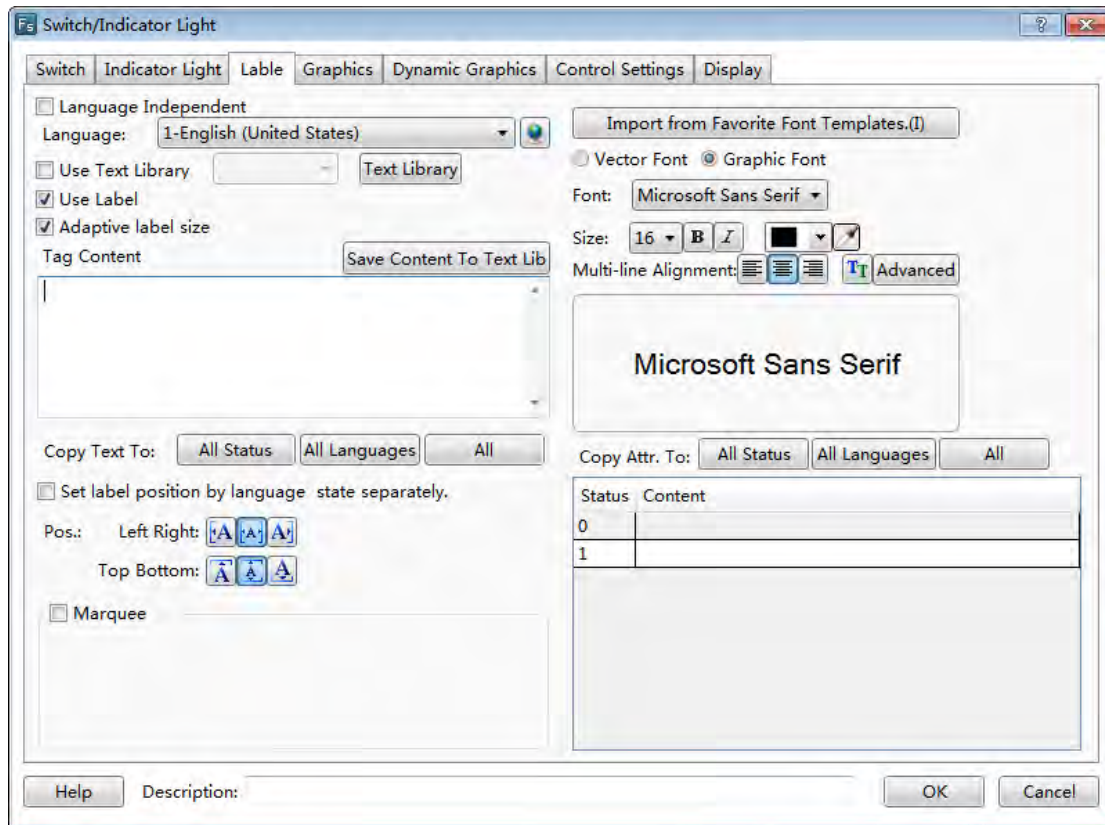 Fs Switch/Indicator Light
Switch Indicator Light Lable Graphics Dynamic Graphics Control Settings Display
Language Independent
Language: 1-English (United States)
Use Text Library Text Library
Use Label
Adaptive label size
Tag Content Save Content To Text Lib
Copy Text To: All Status All Languages All
Set label position by language state separately.
Pos.: Left Right: A A A
Top Bottom: A A A
Marquee
Import from Favorite Font Templates.(I)
Vector Font Graphic Font
Font: Microsoft Sans Serif
Size: 16 B I
Multi-line Alignment: TT Advanced
Microsoft Sans Serif
Copy Attr. To: All Status All Languages All
Status Content
0
1
Help Description: OK Cancel